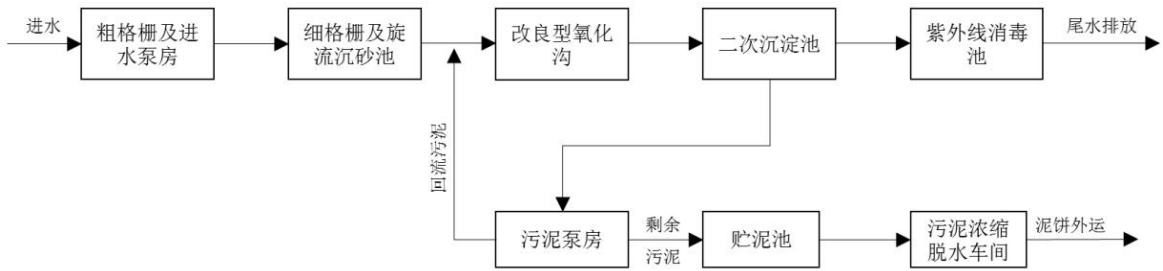 进水
粗格栅及进
水泵房
细格栅及旋
流沉砂池
改良型氧化
沟
二次沉淀池
紫外线消毒
池
尾水排放
回流污泥
污泥泵房
剩余
污泥
贮泥池
污泥浓缩
脱水车间
泥饼外运